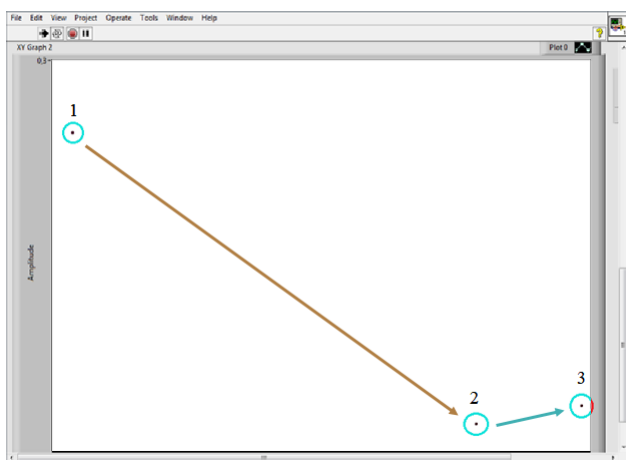 File Edit View Project Operate Tools Window Help
XY Graph 2
Plot 0
0.3
1
Amplitude
3
2